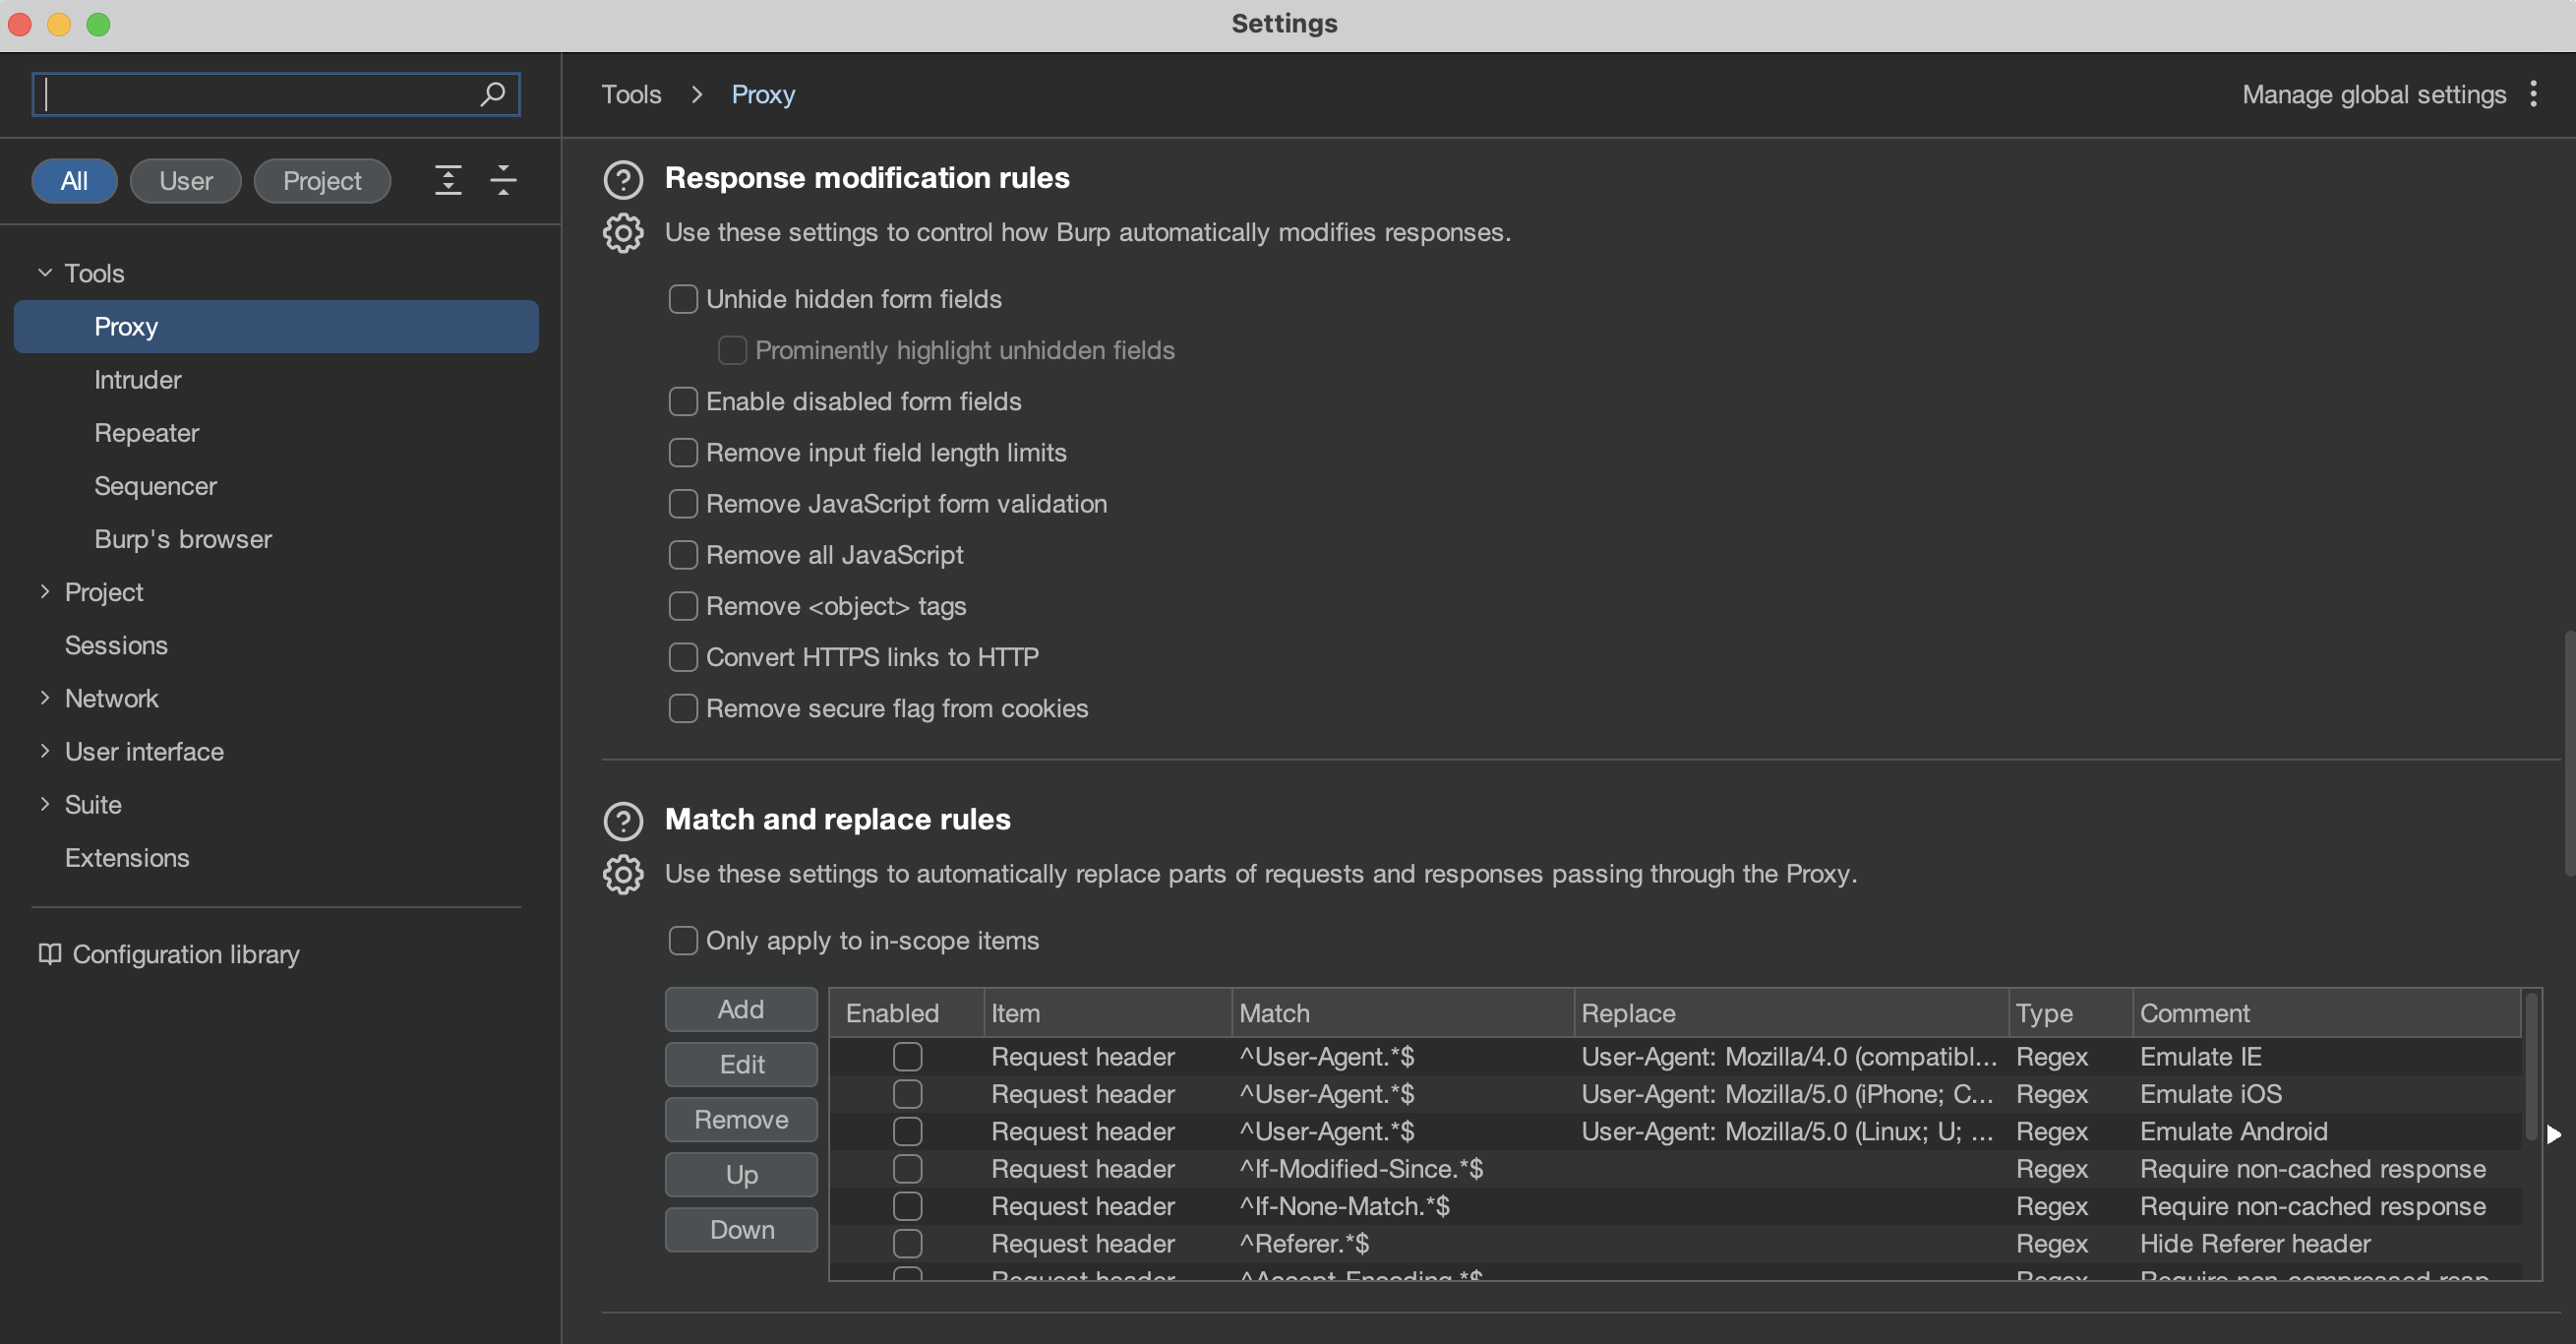 Settings
Tools > Proxy
Manage global settings
All User Project
Tools
Proxy
Intruder
Repeater
Sequencer
Burp's browser
Project
Sessions
Network
User interface
Suite
Extensions
Configuration library
Response modification rules
Use these settings to control how Burp automatically modifies responses.
Unhide hidden form fields
Prominently highlight unhidden fields
Enable disabled form fields
Remove input field length limits
Remove JavaScript form validation
Remove all JavaScript
Remove <object> tags
Convert HTTPS links to HTTP
Remove secure flag from cookies
Match and replace rules
Use these settings to automatically replace parts of requests and responses passing through the Proxy.
Only apply to in-scope items
Add
Edit
Remove
Up
Down
Enabled Item Match Replace Type Comment
Request header ^User-Agent.*$ User-Agent: Mozilla/4.0 (compatibl... Regex Emulate IE
Request header ^User-Agent.*$ User-Agent: Mozilla/5.0 (iPhone; C... Regex Emulate iOS
Request header ^User-Agent.*$ User-Agent: Mozilla/5.0 (Linux; U; ... Regex Emulate Android
Request header ^If-Modified-Since.*$ Regex Require non-cached response
Request header ^If-None-Match.*$ Regex Require non-cached response
Request header ^Referer.*$ Regex Hide Referer header
Request header ^Accept-Encoding.*$ Regex Require non-compressed resp